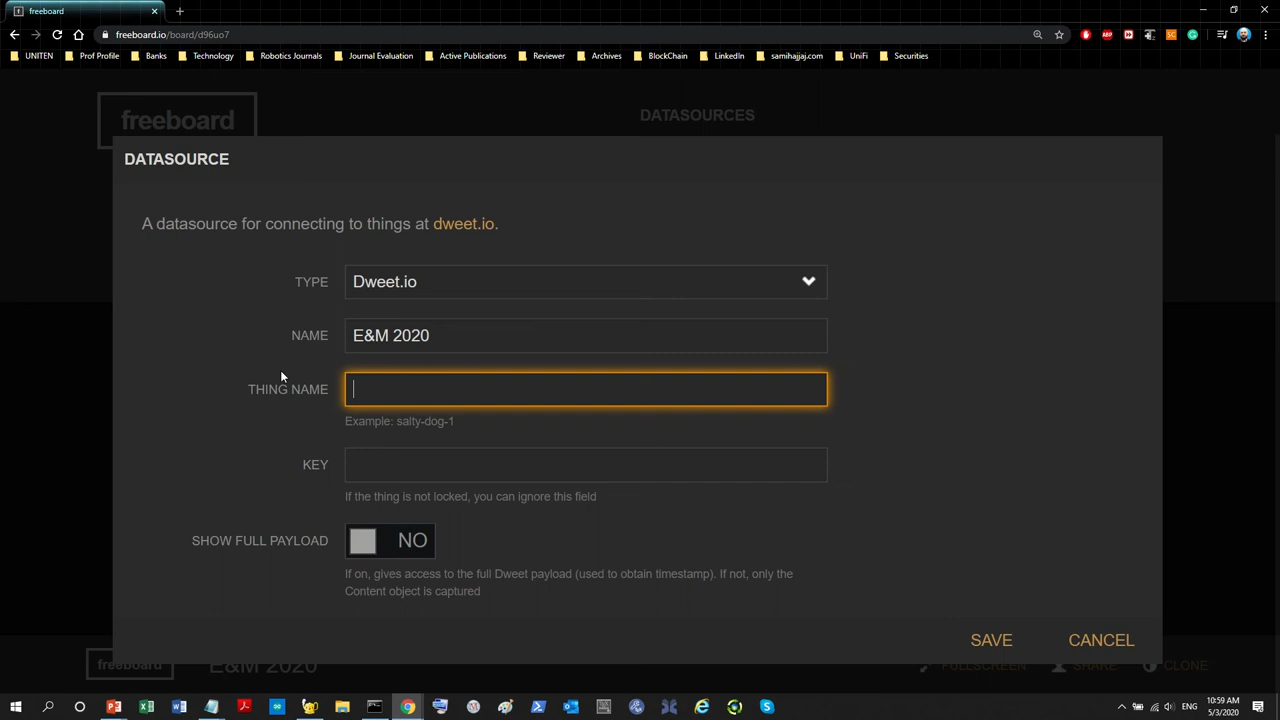 freeboard
freeboard.io/board/d96uo7
UNITEN Prof Profile Banks Technology Robotics Journals Journal Evaluation Active Publications Reviewer Archives BlockChain LinkedIn samihajjaj.com UniFi Securities
freeboard
DATASOURCES
DATASOURCE
A datasource for connecting to things at dweet.io.
TYPE Dweet.io
NAME E&M 2020
THING NAME
Example: salty-dog-1
KEY
If the thing is not locked, you can ignore this field
SHOW FULL PAYLOAD NO
If on, gives access to the full Dweet payload (used to obtain timestamp). If not, only the
Content object is captured
SAVE CANCEL
freeboard E&M 2020 FULLSCREEN SHARE CLONE
ENG
10:59 AM
5/3/2020